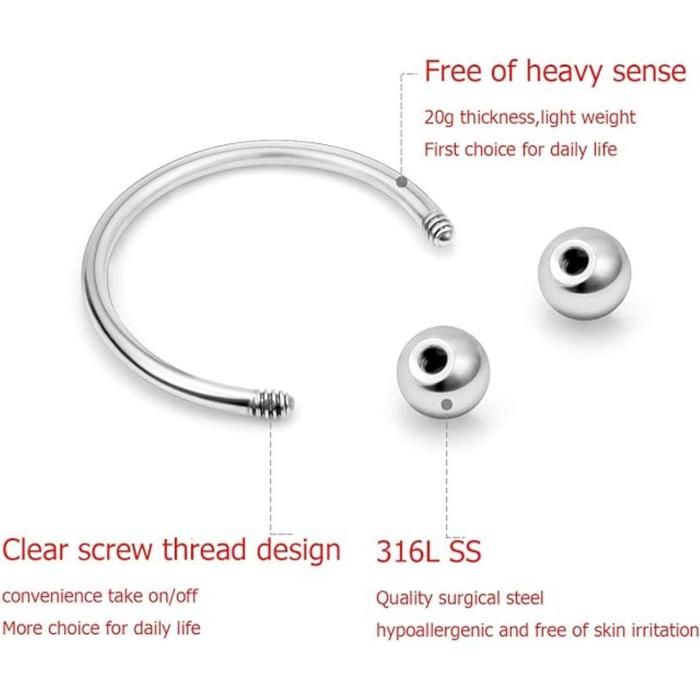 Free of heavy sense
20g thickness,light weight
First choice for daily life
Clear screw thread design
convenience take on/off
More choice for daily life
316L SS
Quality surgical steel
hypoallergenic and free of skin irritation